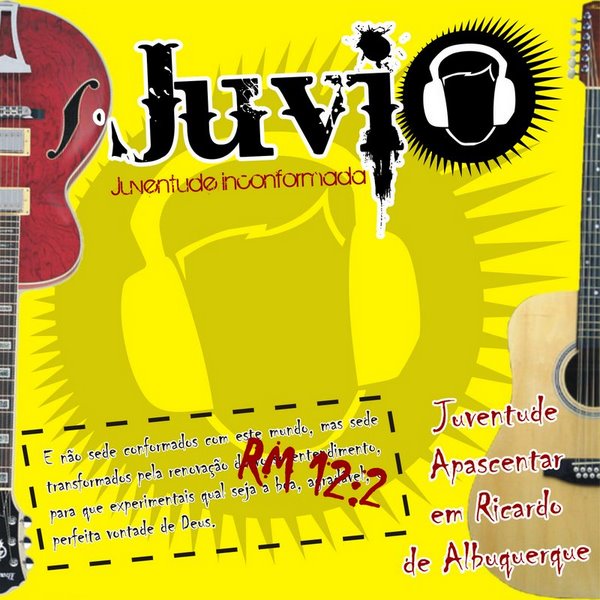 Juvi
Juventude inconformada
E não sede conformados com este mundo, mas sede
transformados pela renovação do entendimento,
para que experimentais qual seja a boa, agradável,
perfeita vontade de Deus.
RM 12:2
Juventude
Apascentar
em Ricardo
de Albuquerque